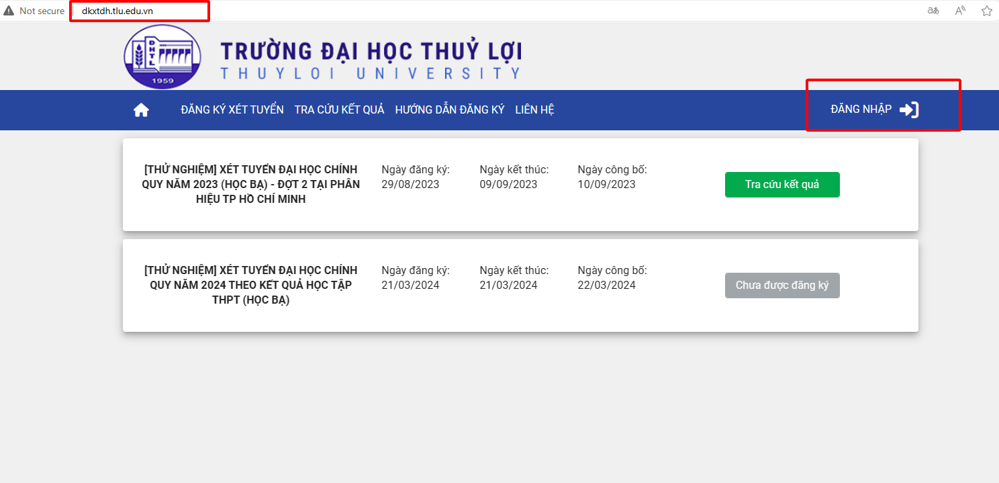 Not secure dkxtdh.tlu.edu.vn
ĐHTL
1959
TRƯỜNG ĐẠI HỌC THUỶ LỢI
THUYLOI UNIVERSITY
ĐĂNG KÝ XÉT TUYỂN TRA CỨU KẾT QUẢ HƯỚNG DẪN ĐĂNG KÝ LIÊN HỆ ĐĂNG NHẬP
[THỬ NGHIỆM] XÉT TUYỂN ĐẠI HỌC CHÍNH
QUY NĂM 2023 (HỌC BẠ) - ĐỢT 2 TẠI PHÂN
HIỆU TP HỒ CHÍ MINH
Ngày đăng ký:
29/08/2023
Ngày kết thúc:
09/09/2023
Ngày công bố:
10/09/2023
Tra cứu kết quả
[THỬ NGHIỆM] XÉT TUYỂN ĐẠI HỌC CHÍNH
QUY NĂM 2024 THEO KẾT QUẢ HỌC TẬP
THPT (HỌC BẠ)
Ngày đăng ký:
21/03/2024
Ngày kết thúc:
21/03/2024
Ngày công bố:
22/03/2024
Chưa được đăng ký